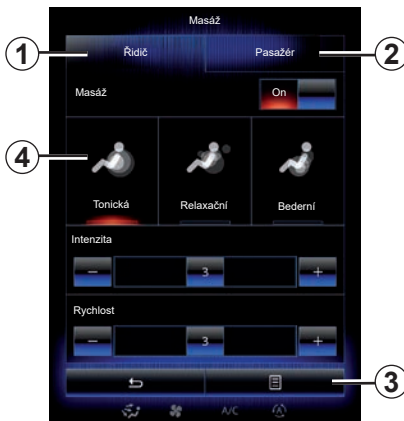 Masáž
1
Řidič
Pasažér
2
Masáž
On
4
Tonická
Relaxační
Bederní
Intenzita
− 3 +
Rychlost
− 3 +
3
A/C